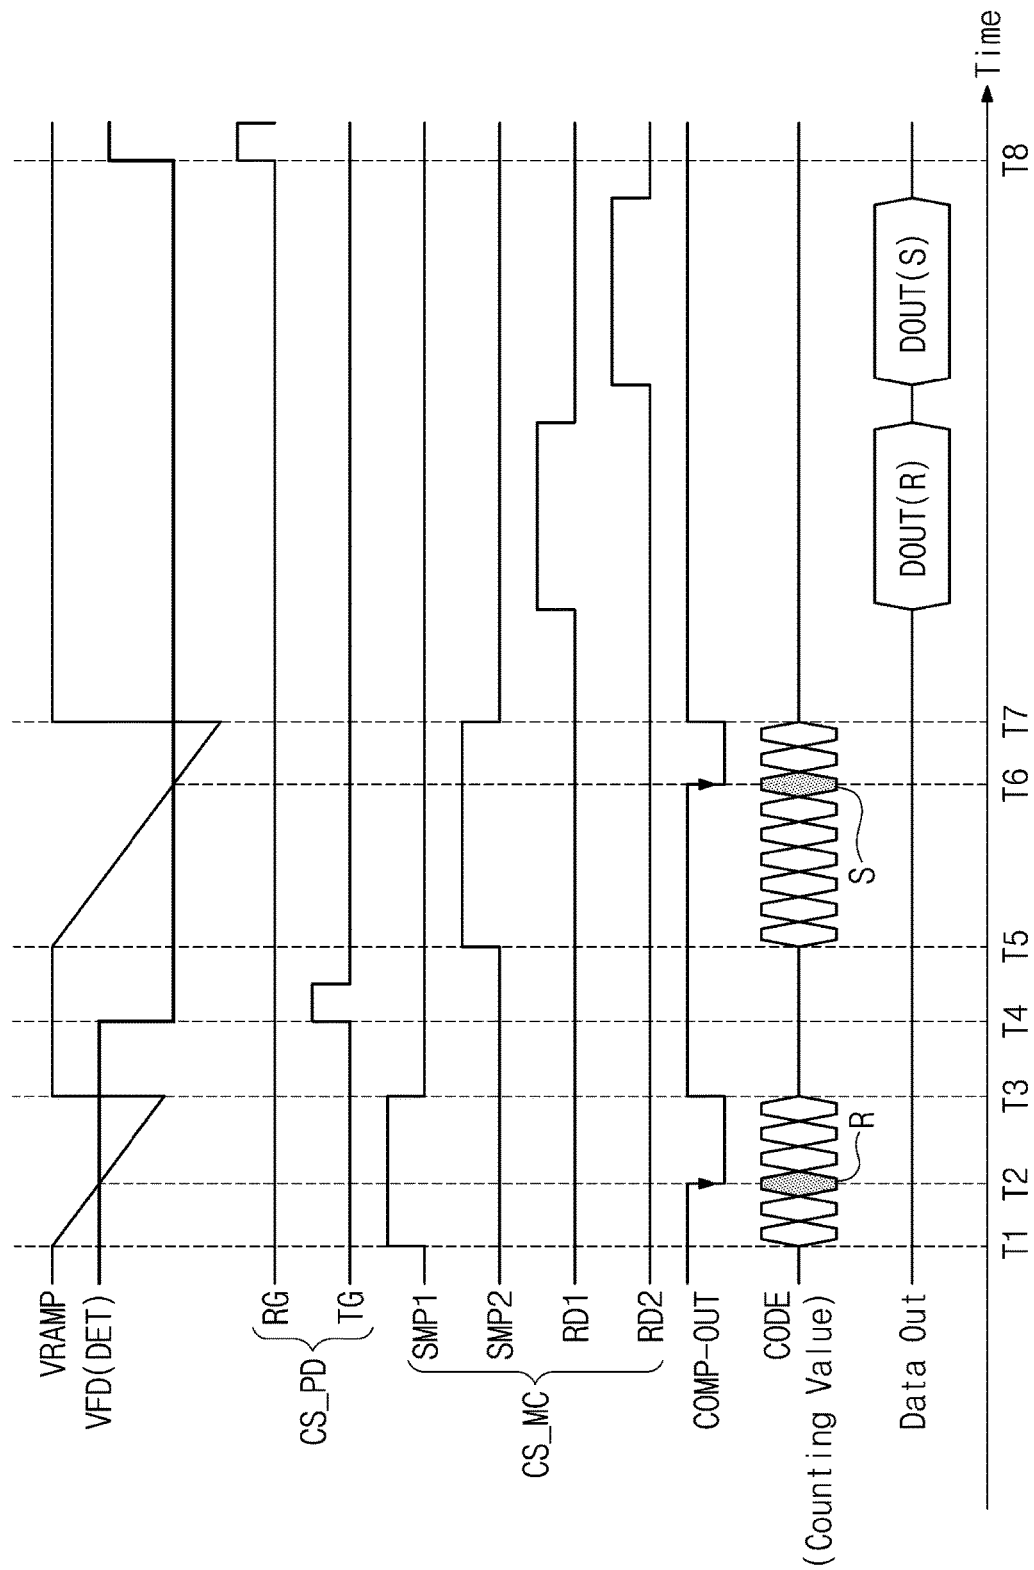 VRAMP
VFD(DET)
CS_PD
RG
TG
CS_MC
SMP1
SMP2
RD1
RD2
COMP-OUT
CODE
(Counting Value)
R
S
Data Out
DOUT(R)
DOUT(S)
T1 T2 T3 T4 T5 T6 T7 T8
Time